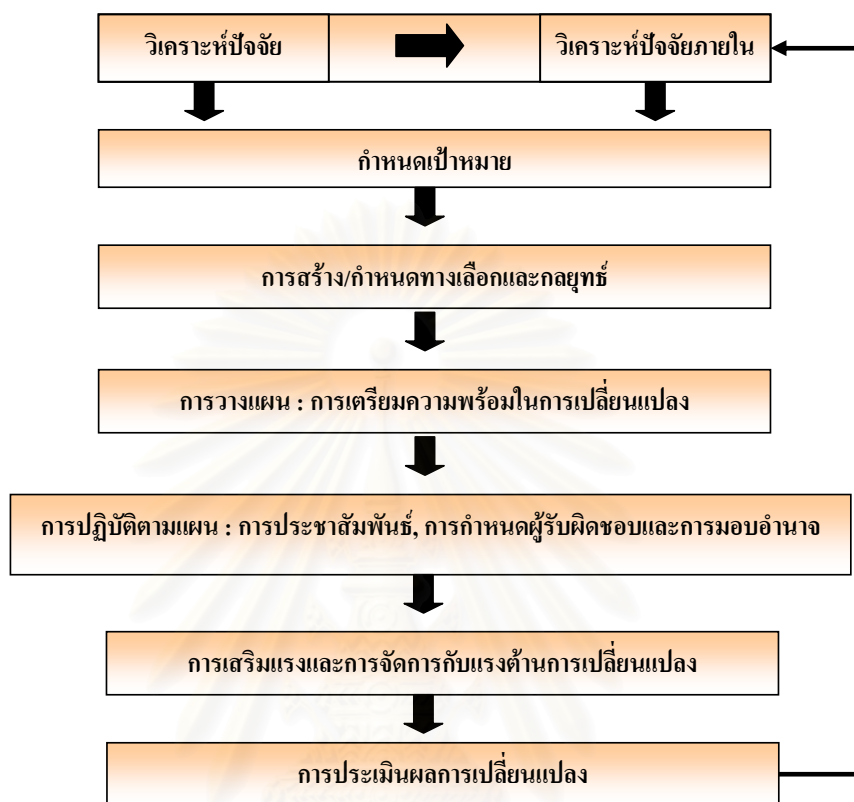 วิเคราะห์ปัจจัย
วิเคราะห์ปัจจัยภายใน
กำหนดเป้าหมาย
การสร้าง/กำหนดทางเลือกและกลยุทธ์
การวางแผน : การเตรียมความพร้อมในการเปลี่ยนแปลง
การปฏิบัติตามแผน : การประชาสัมพันธ์, การกำหนดผู้รับผิดชอบและการมอบอำนาจ
การเสริมแรงและการจัดการกับแรงต้านการเปลี่ยนแปลง
การประเมินผลการเปลี่ยนแปลง